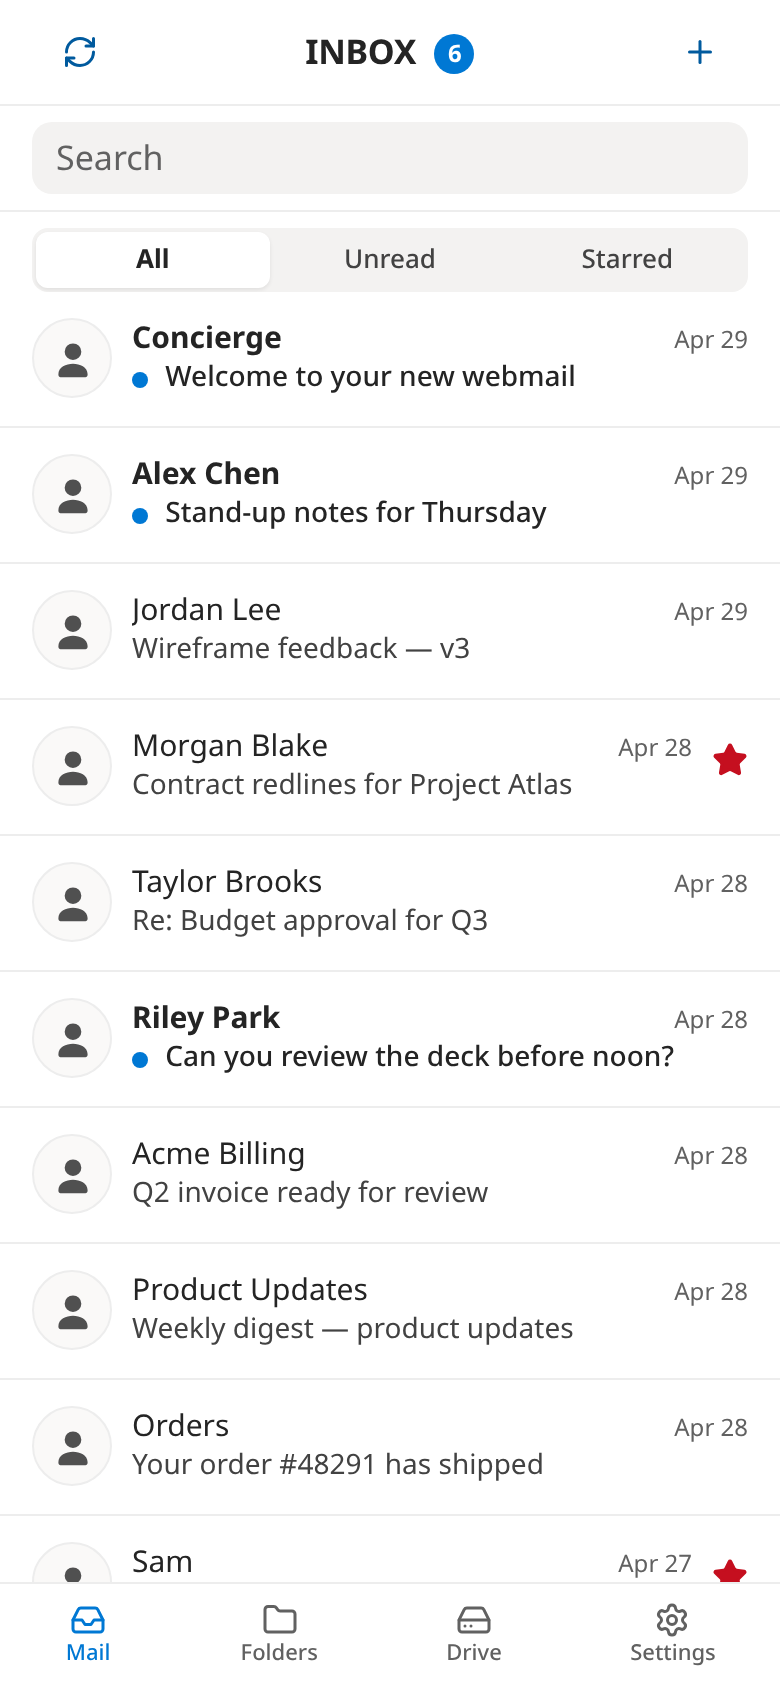 INBOX 6
Search
All Unread Starred
Concierge Apr 29
Welcome to your new webmail
Alex Chen Apr 29
Stand-up notes for Thursday
Jordan Lee Apr 29
Wireframe feedback — v3
Morgan Blake Apr 28
Contract redlines for Project Atlas
Taylor Brooks Apr 28
Re: Budget approval for Q3
Riley Park Apr 28
Can you review the deck before noon?
Acme Billing Apr 28
Q2 invoice ready for review
Product Updates Apr 28
Weekly digest — product updates
Orders Apr 28
Your order #48291 has shipped
Sam Apr 27
Mail Folders Drive Settings